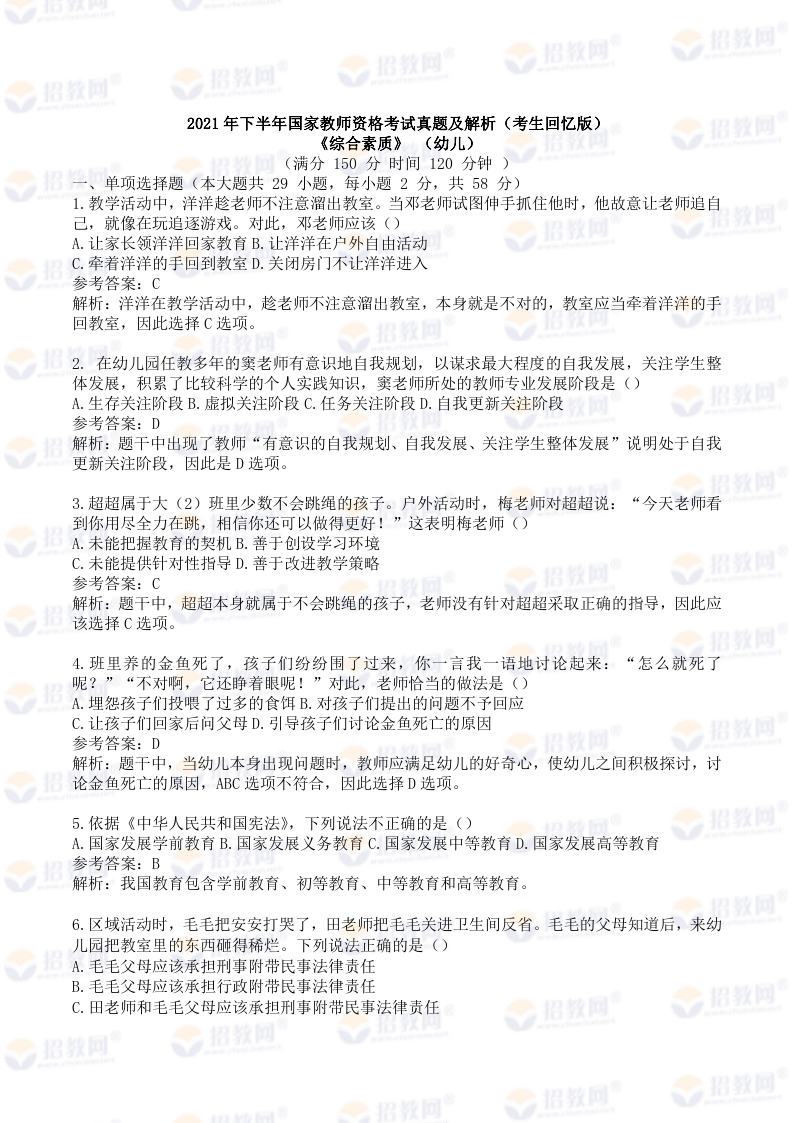 2021 年下半年国家教师资格考试真题及解析（考生回忆版）
《综合素质》 （幼儿）
（满分 150 分 时间 120 分钟 ）
一、单项选择题（本大题共 29 小题，每小题 2 分，共 58 分）
1.教学活动中，洋洋趁老师不注意溜出教室。当邓老师试图伸手抓住他时，他故意让老师追自
己，就像在玩追逐游戏。对此，邓老师应该（）
A.让家长领洋洋回家教育 B.让洋洋在户外自由活动
C.牵着洋洋的手回到教室 D.关闭房门不让洋洋进入
参考答案：C
解析：洋洋在教学活动中，趁老师不注意溜出教室，本身就是不对的，教室应当牵着洋洋的手
回教室，因此选择 C 选项。
2. 在幼儿园任教多年的窦老师有意识地自我规划，以谋求最大程度的自我发展，关注学生整
体发展，积累了比较科学的个人实践知识，窦老师所处的教师专业发展阶段是（）
A.生存关注阶段 B.虚拟关注阶段 C.任务关注阶段 D.自我更新关注阶段
参考答案：D
解析：题干中出现了教师“有意识的自我规划、自我发展、关注学生整体发展”说明处于自我
更新关注阶段，因此是 D 选项。
3.超超属于大（2）班里少数不会跳绳的孩子。户外活动时，梅老师对超超说：“今天老师看
到你用尽全力在跳，相信你还可以做得更好！”这表明梅老师（）
A.未能把握教育的契机 B.善于创设学习环境
C.未能提供针对性指导 D.善于改进教学策略
参考答案：C
解析：题干中，超超本身就属于不会跳绳的孩子，老师没有针对超超采取正确的指导，因此应
该选择 C 选项。
4.班里养的金鱼死了，孩子们纷纷围了过来，你一言我一语地讨论起来：“怎么就死了
呢？”“不对啊，它还睁着眼呢！”对此，老师恰当的做法是（）
A.埋怨孩子们投喂了过多的食饵 B.对孩子们提出的问题不予回应
C.让孩子们回家后问父母 D.引导孩子们讨论金鱼死亡的原因
参考答案：D
解析：题干中，当幼儿本身出现问题时，教师应满足幼儿的好奇心，使幼儿之间积极探讨，讨
论金鱼死亡的原因，ABC 选项不符合，因此选择 D 选项。
5.依据《中华人民共和国宪法》，下列说法不正确的是（）
A.国家发展学前教育 B.国家发展义务教育 C.国家发展中等教育 D.国家发展高等教育
参考答案：B
解析：我国教育包含学前教育、初等教育、中等教育和高等教育。
6.区域活动时，毛毛把安安打哭了，田老师把毛毛关进卫生间反省。毛毛的父母知道后，来幼
儿园把教室里的东西砸得稀烂。下列说法正确的是（）
A.毛毛父母应该承担刑事附带民事法律责任
B.毛毛父母应该承担行政附带民事法律责任
C.田老师和毛毛父母应该承担刑事附带民事法律责任